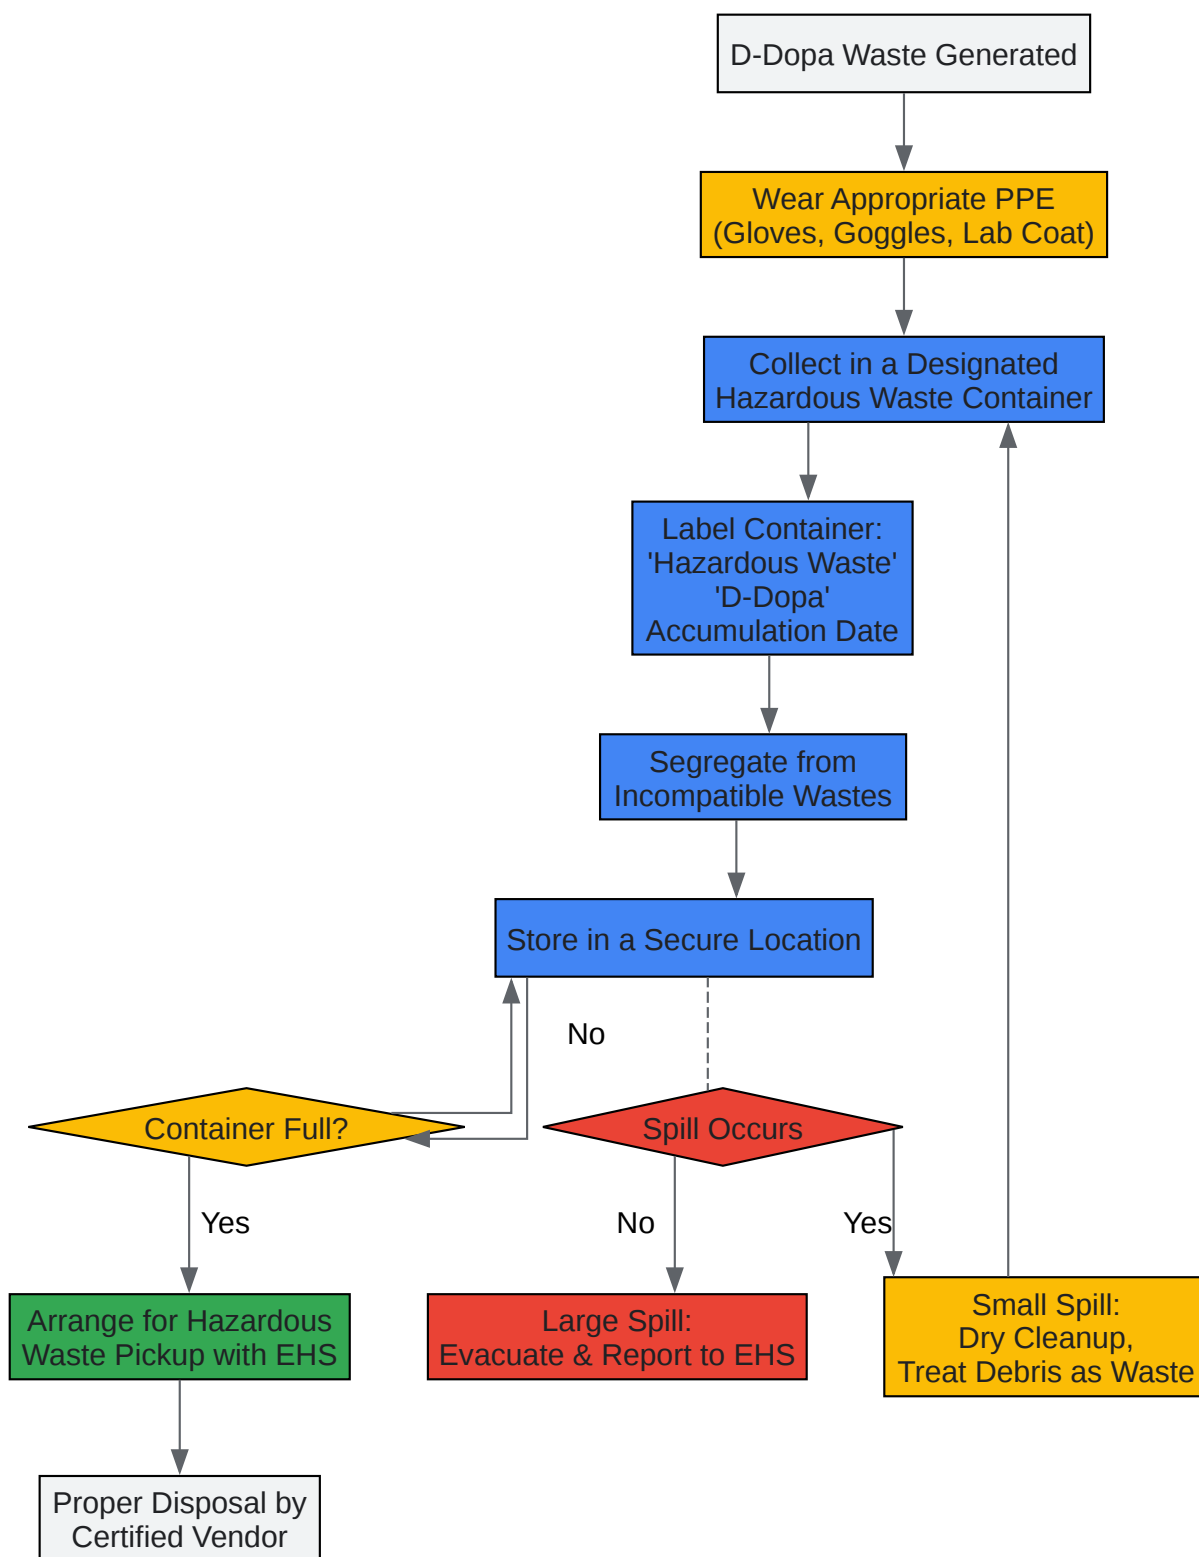 D-Dopa Waste Generated
Wear Appropriate PPE
(Gloves, Goggles, Lab Coat)
Collect in a Designated
Hazardous Waste Container
Label Container:
'Hazardous Waste'
'D-Dopa'
Accumulation Date
Segregate from
Incompatible Wastes
Store in a Secure Location
No
Container Full?
Spill Occurs
Yes
No
Yes
Arrange for Hazardous
Waste Pickup with EHS
Large Spill:
Evacuate & Report to EHS
Small Spill:
Dry Cleanup,
Treat Debris as Waste
Proper Disposal by
Certified Vendor